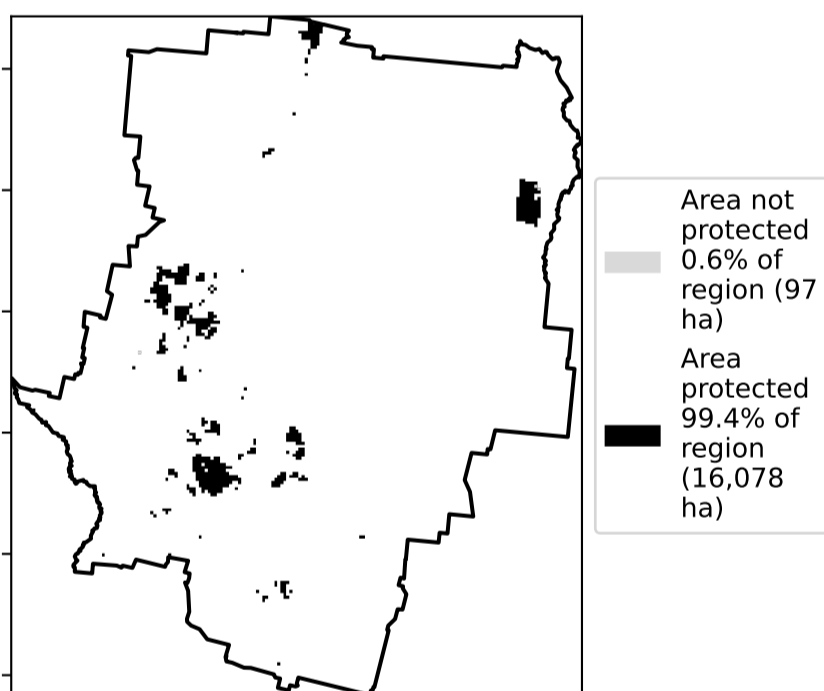 Area not
protected
0.6% of
region (97
ha)
Area
protected
99.4% of
region
(16,078
ha)